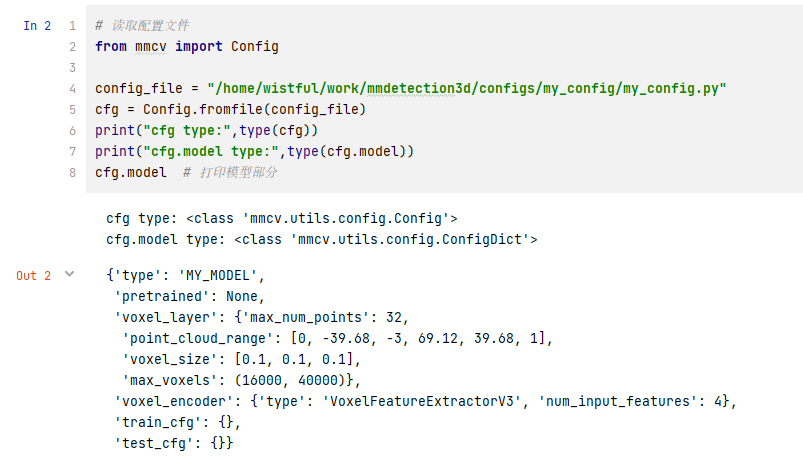 In 2
1 # 读取配置文件
2 from mmcv import Config
3
4 config_file = "/home/wistful/work/mmdetection3d/configs/my_config/my_config.py"
5 cfg = Config.fromfile(config_file)
6 print("cfg type:",type(cfg))
7 print("cfg.model type:",type(cfg.model))
8 cfg.model  # 打印模型部分
cfg type: <class 'mmcv.utils.config.Config'>
cfg.model type: <class 'mmcv.utils.config.ConfigDict'>
Out 2
{'type': 'MY_MODEL',
 'pretrained': None,
 'voxel_layer': {'max_num_points': 32,
  'point_cloud_range': [0, -39.68, -3, 69.12, 39.68, 1],
  'voxel_size': [0.1, 0.1, 0.1],
  'max_voxels': (16000, 40000)},
 'voxel_encoder': {'type': 'VoxelFeatureExtractorV3', 'num_input_features': 4},
 'train_cfg': {},
 'test_cfg': {}}